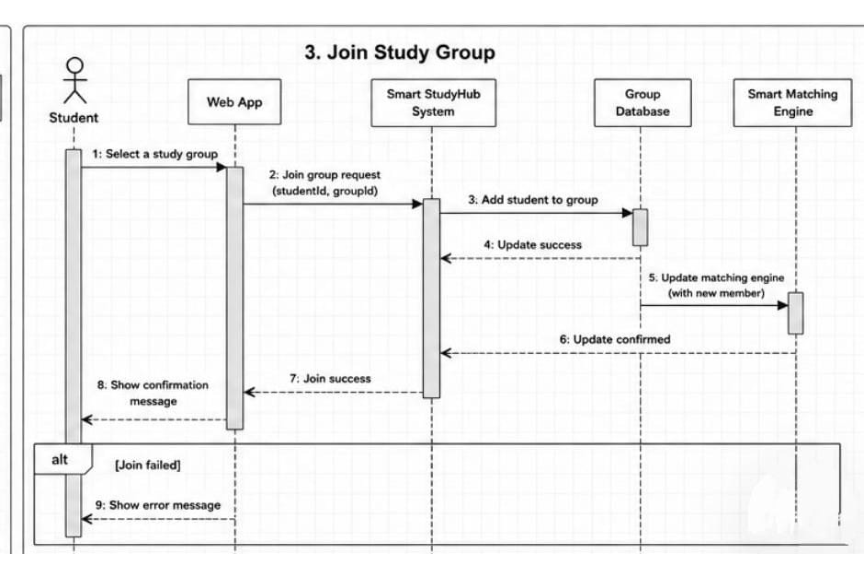 3. Join Study Group
Student
Web App
Smart StudyHub
System
Group
Database
Smart Matching
Engine
1: Select a study group
2: Join group request
(studentId, groupId)
3: Add student to group
4: Update success
5. Update matching engine
(with new member)
6: Update confirmed
7: Join success
8: Show confirmation
message
alt
[Join failed]
9: Show error message